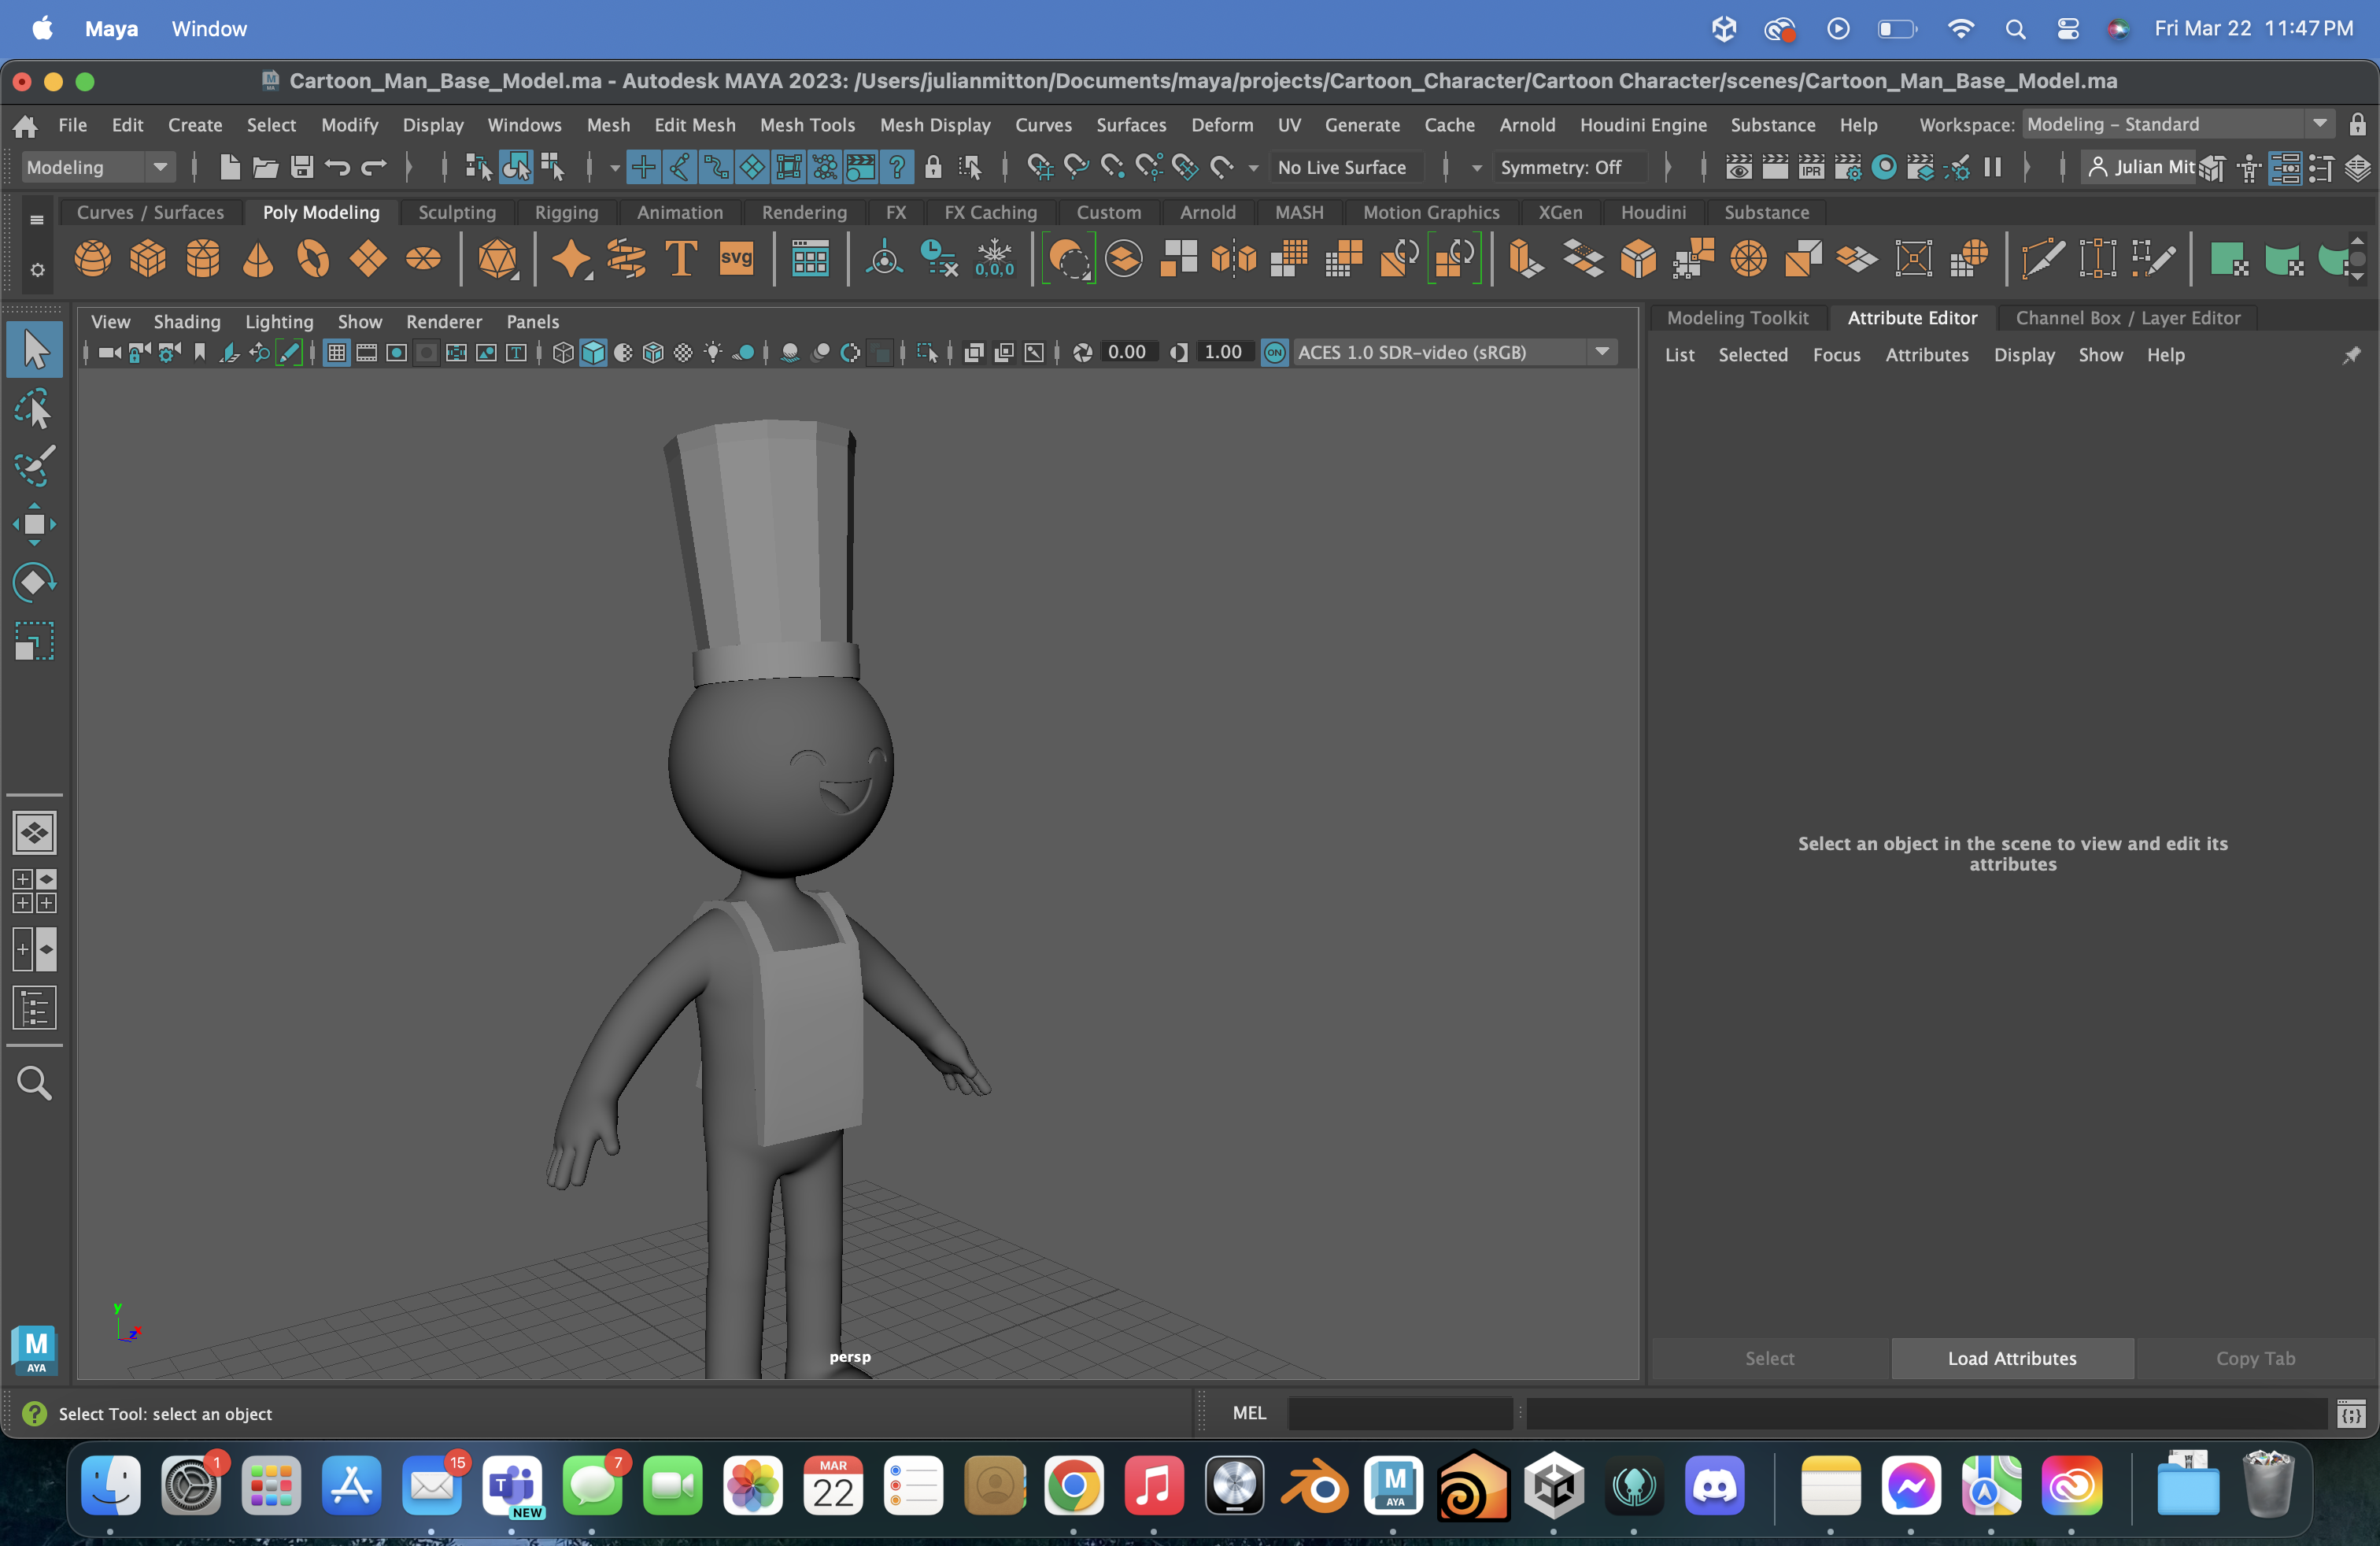 Maya Window Fri Mar 22 11:47 PM
Cartoon_Man_Base_Model.ma - Autodesk MAYA 2023: /Users/julianmitton/Documents/maya/projects/Cartoon_Character/Cartoon Character/scenes/Cartoon_Man_Base_Model.ma
File Edit Create Select Modify Display Windows Mesh Edit Mesh Mesh Tools Mesh Display Curves Surfaces Deform UV Generate Cache Arnold Houdini Engine Substance Help Workspace: Modeling - Standard
Modeling No Live Surface Symmetry: Off IPR Julian Mit
Curves / Surfaces Poly Modeling Sculpting Rigging Animation Rendering FX FX Caching Custom Arnold MASH Motion Graphics XGen Houdini Substance
T svg 0,0,0
View Shading Lighting Show Renderer Panels
0.00 1.00 ON ACES 1.0 SDR-video (sRGB)
Modeling Toolkit Attribute Editor Channel Box / Layer Editor
List Selected Focus Attributes Display Show Help
Select an object in the scene to view and edit its
attributes
y
z x
persp
M
AYA
Select Load Attributes Copy Tab
Select Tool: select an object MEL
1 15 7
MAR
22
NEW
M
AYA